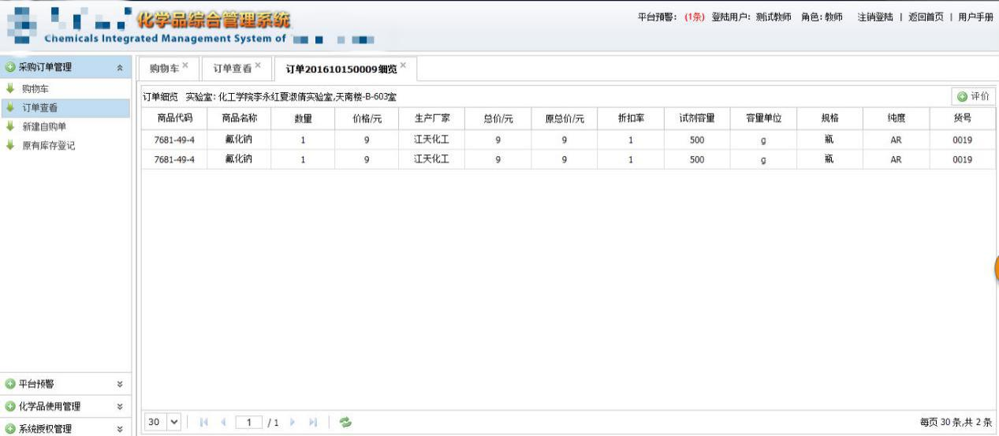 化学品综合管理系统
Chemicals Integrated Management System of
平台预警: (1条) 登陆用户: 测试教师 角色: 教师 注销登陆 | 返回首页 | 用户手册
采购订单管理
购物车
订单查看
新建自购单
原有库存登记
购物车 × 订单查看 × 订单201610150009细览 ×
订单细览 实验室: 化工学院李永红夏淑倩实验室,天南楼-B-603室
评价
商品代码 商品名称 数量 价格/元 生产厂家 总价/元 原总价/元 折扣率 试剂容量 容量单位 规格 纯度 货号
7681-49-4 氟化钠 1 9 江天化工 9 9 1 500 g 瓶 AR 0019
7681-49-4 氟化钠 1 9 江天化工 9 9 1 500 g 瓶 AR 0019
平台预警
化学品使用管理
系统授权管理
30 1 / 1
每页 30 条,共 2 条